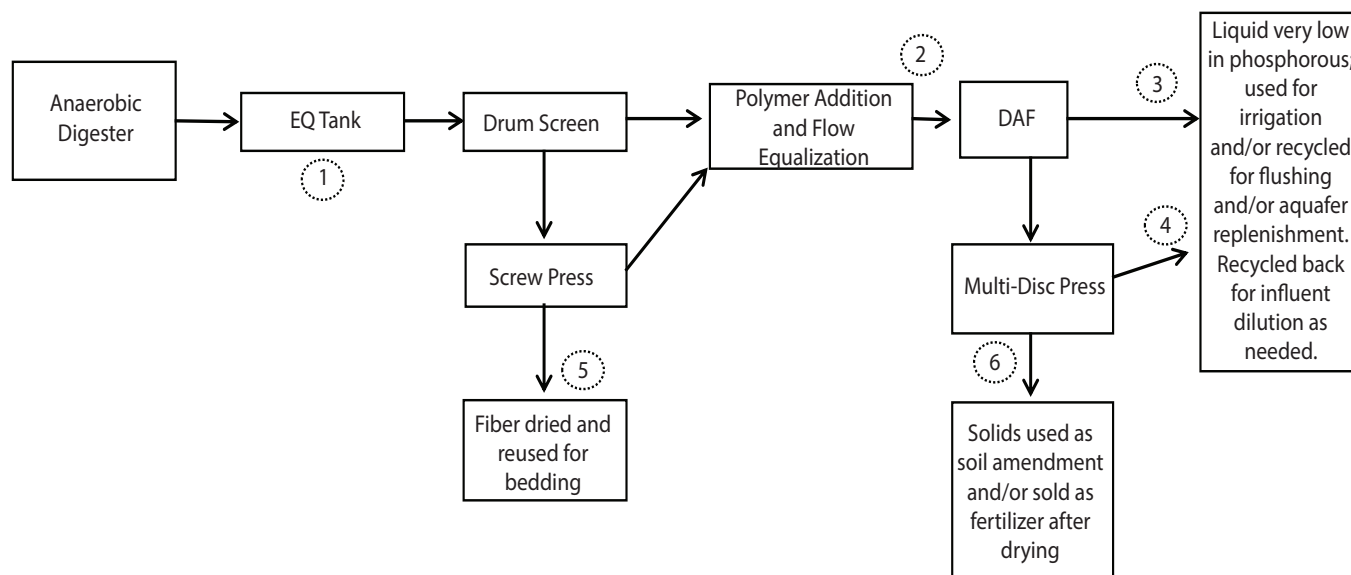 Anaerobic
Digester
EQ Tank
1
Drum Screen
Polymer Addition
and Flow
Equalization
2
DAF
3
Liquid very low
in phosphorous;
used for
irrigation
and/or recycled
for flushing
and/or aquafer
replenishment.
Recycled back
for influent
dilution as
needed.
Screw Press
Multi-Disc Press
4
5
Fiber dried and
reused for
bedding
6
Solids used as
soil amendment
and/or sold as
fertilizer after
drying